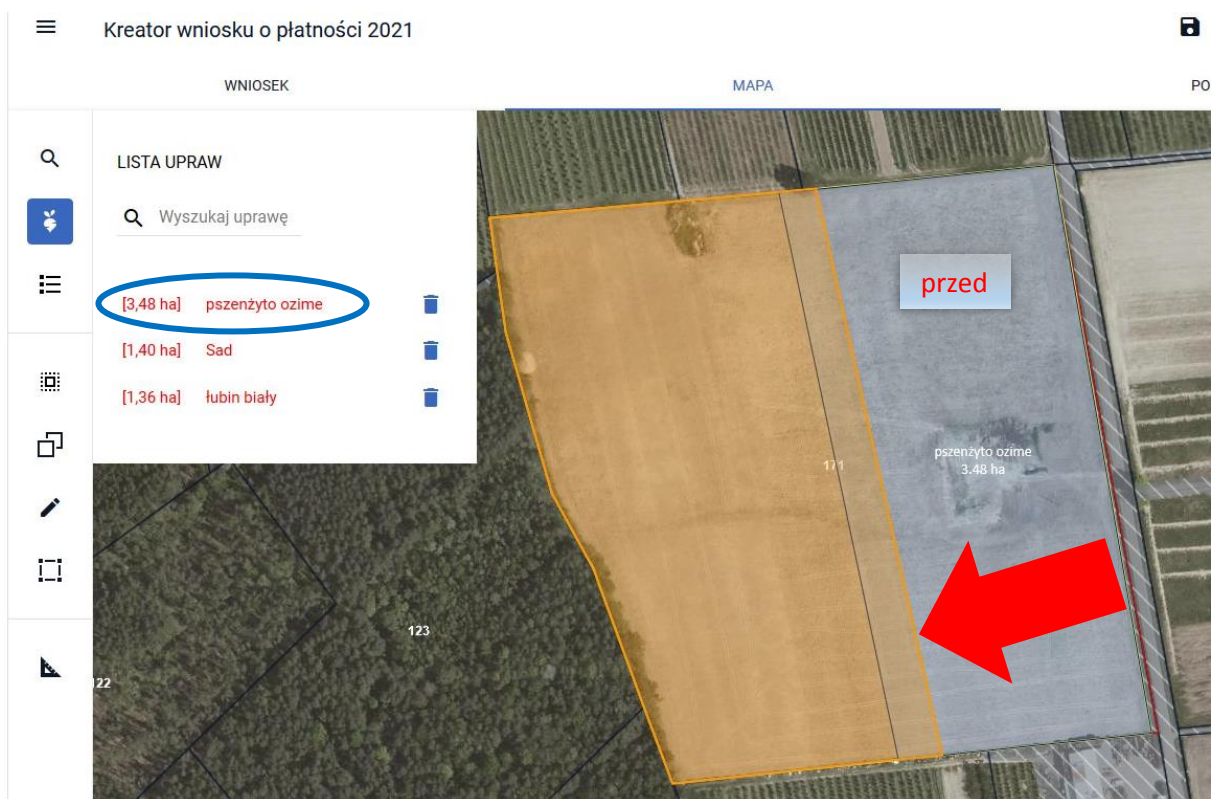 Kreator wniosku o płatności 2021
WNIOSEK
MAPA
PO
LISTA UPRAW
Wyszukaj uprawę
[3,48 ha] pszenżyto ozime
[1,40 ha] Sad
[1,36 ha] łubin biały
przed
171
pszenżyto ozime
3.48 ha
123
122